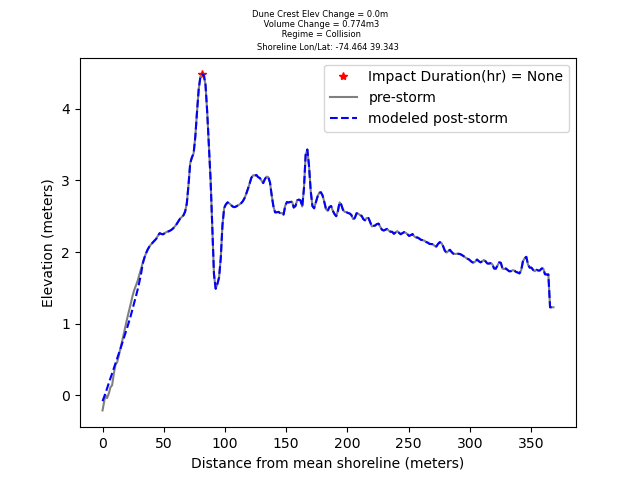 Dune Crest Elev Change = 0.0m
Volume Change = 0.774m3
Regime = Collision
Shoreline Lon/Lat: -74.464 39.343
Impact Duration(hr) = None
pre-storm
modeled post-storm
Elevation (meters)
4
3
2
1
0
0 50 100 150 200 250 300 350
Distance from mean shoreline (meters)